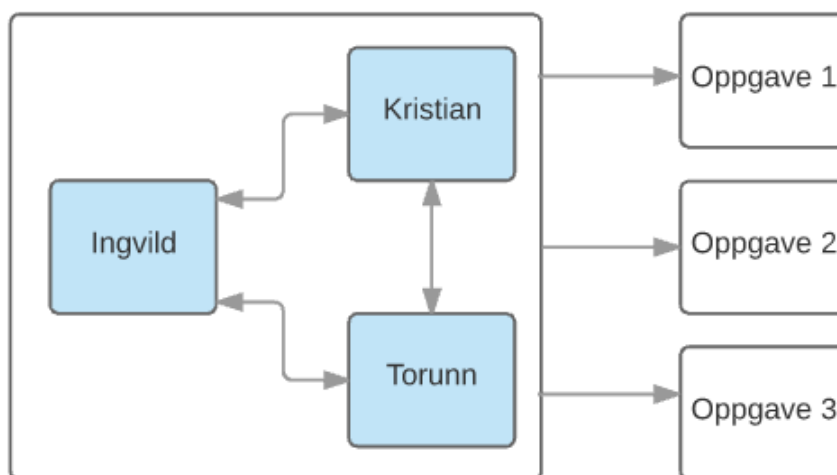 Kristian
Ingvild
Torunn
Oppgave 1
Oppgave 2
Oppgave 3